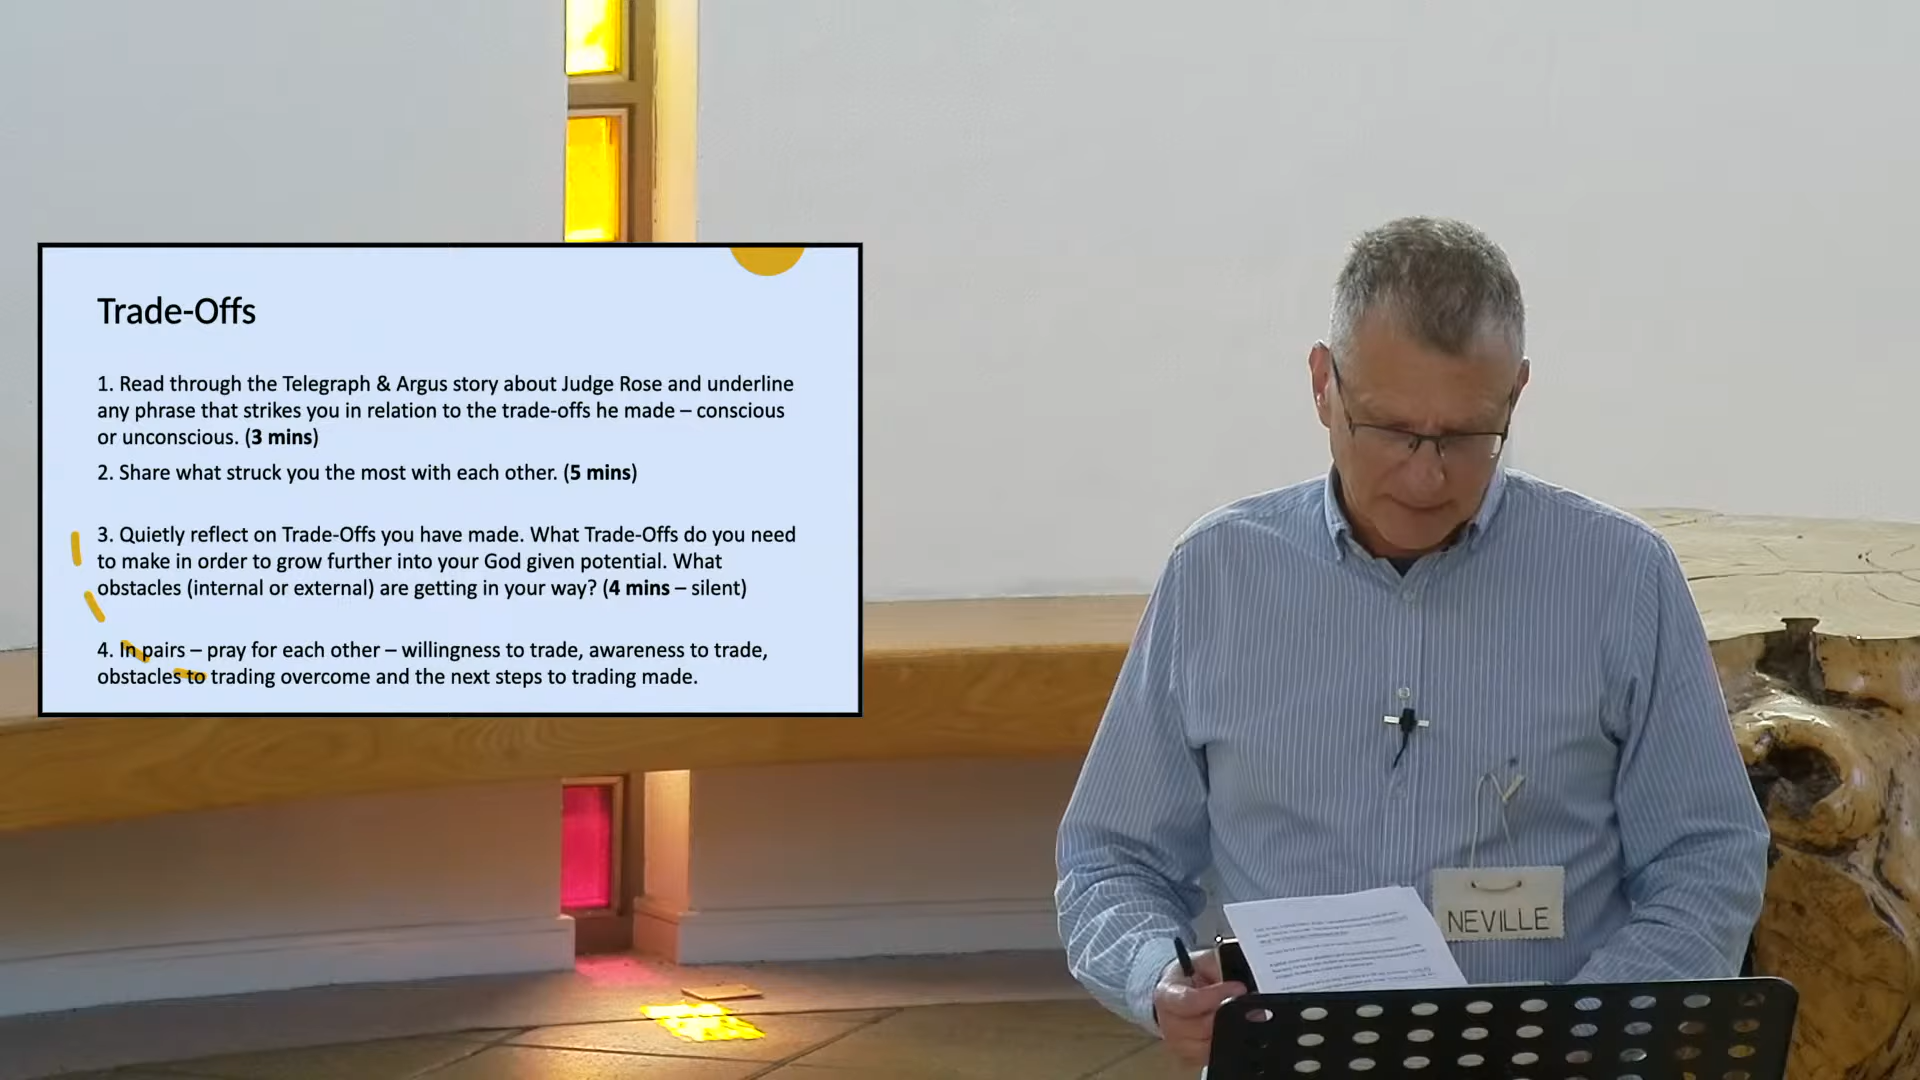 Trade-Offs
1. Read through the Telegraph & Argus story about Judge Rose and underline
any phrase that strikes you in relation to the trade-offs he made – conscious
or unconscious. (3 mins)
2. Share what struck you the most with each other. (5 mins)
3. Quietly reflect on Trade-Offs you have made. What Trade-Offs do you need
to make in order to grow further into your God given potential. What
obstacles (internal or external) are getting in your way? (4 mins – silent)
4. In pairs – pray for each other – willingness to trade, awareness to trade,
obstacles to trading overcome and the next steps to trading made.
NEVILLE